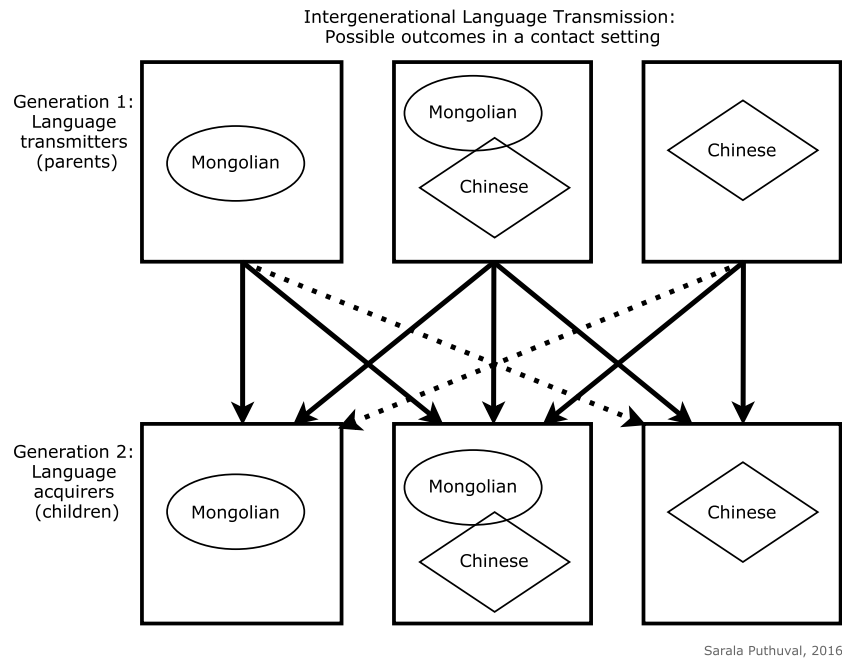 Intergenerational Language Transmission:
Possible outcomes in a contact setting
Generation 1:
Language
transmitters
(parents)
Mongolian
Mongolian
Chinese
Chinese
Generation 2:
Language
acquirers
(children)
Mongolian
Mongolian
Chinese
Chinese
Sarala Puthuval, 2016